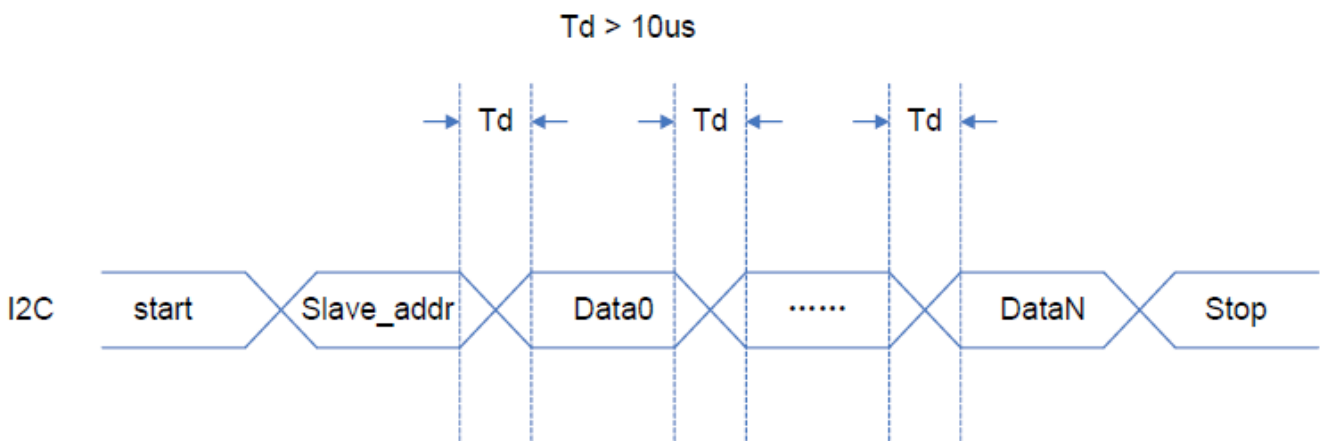 Td > 10us
Td Td Td
I2C start Slave_addr Data0 ...... DataN Stop